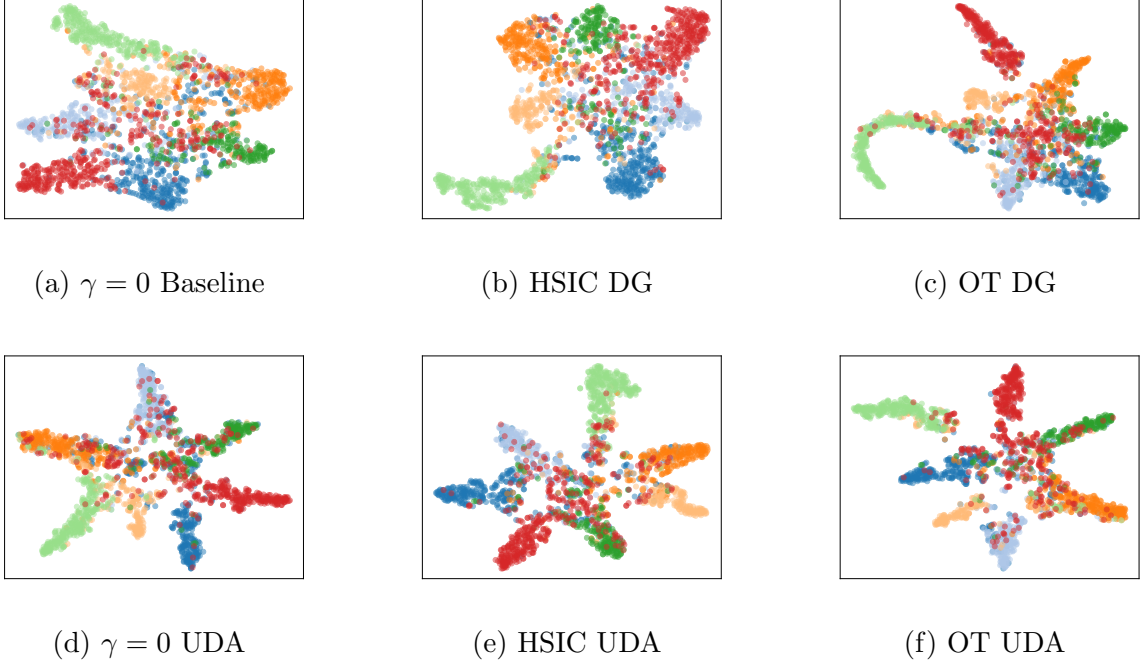 (a) γ = 0 Baseline
(b) HSIC DG
(c) OT DG
(d) γ = 0 UDA
(e) HSIC UDA
(f) OT UDA